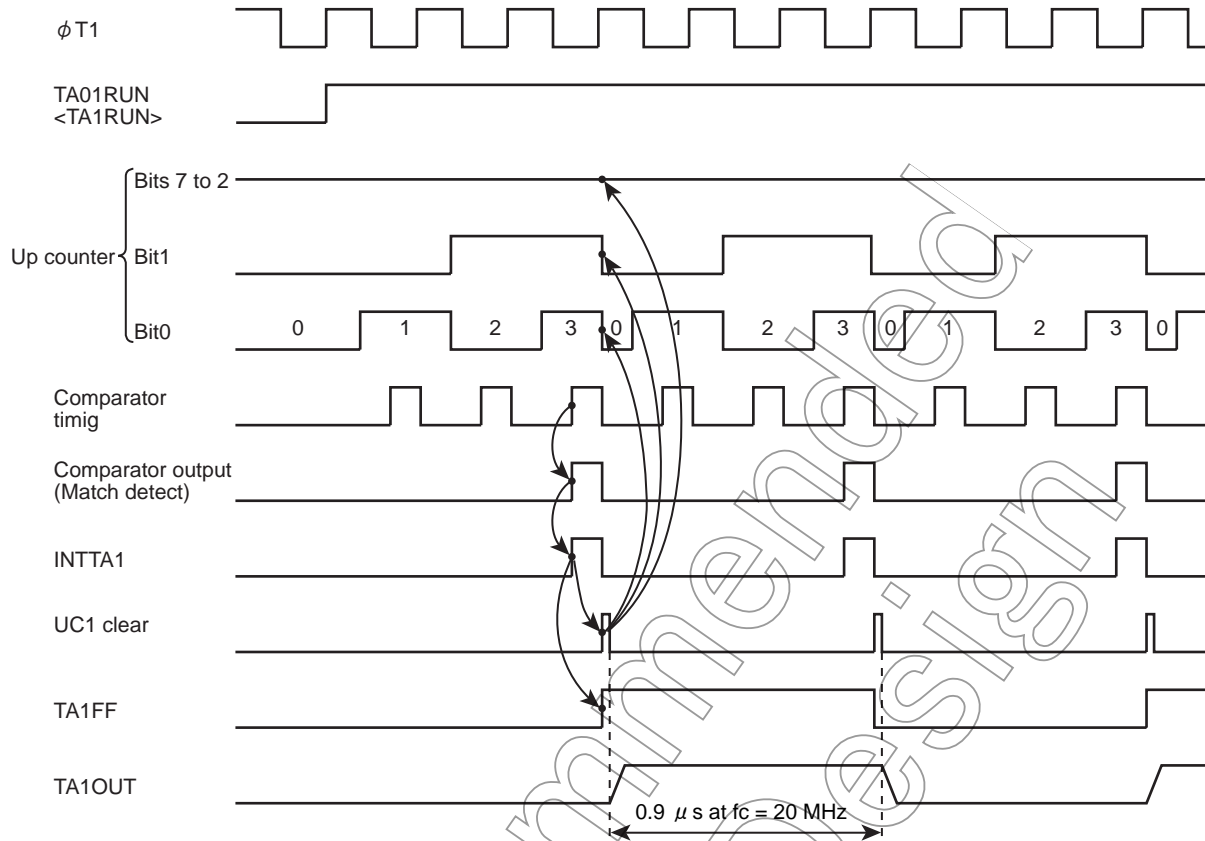 φT1
TA01RUN
<TA1RUN>
Bits 7 to 2
Up counter
Bit1
Bit0
0 1 2 3 0 1 2 3 0 1 2 3 0
Comparator
timig
Comparator output
(Match detect)
INTTA1
UC1 clear
TA1FF
TA1OUT
0.9 μs at fc = 20 MHz
mmended
esign